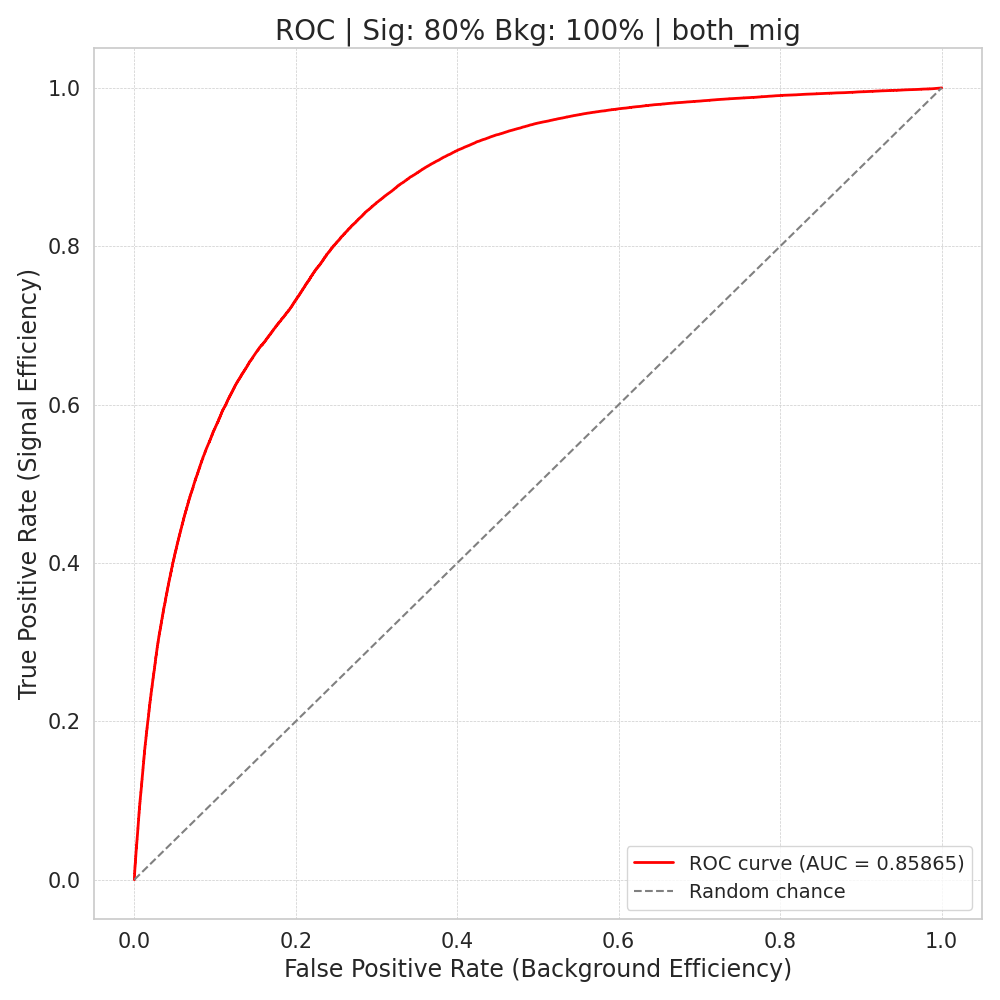 ROC | Sig: 80% Bkg: 100% | both_mig
True Positive Rate (Signal Efficiency)
1.0
0.8
0.6
0.4
0.2
0.0
ROC curve (AUC = 0.85865)
Random chance
0.0 0.2 0.4 0.6 0.8 1.0
False Positive Rate (Background Efficiency)